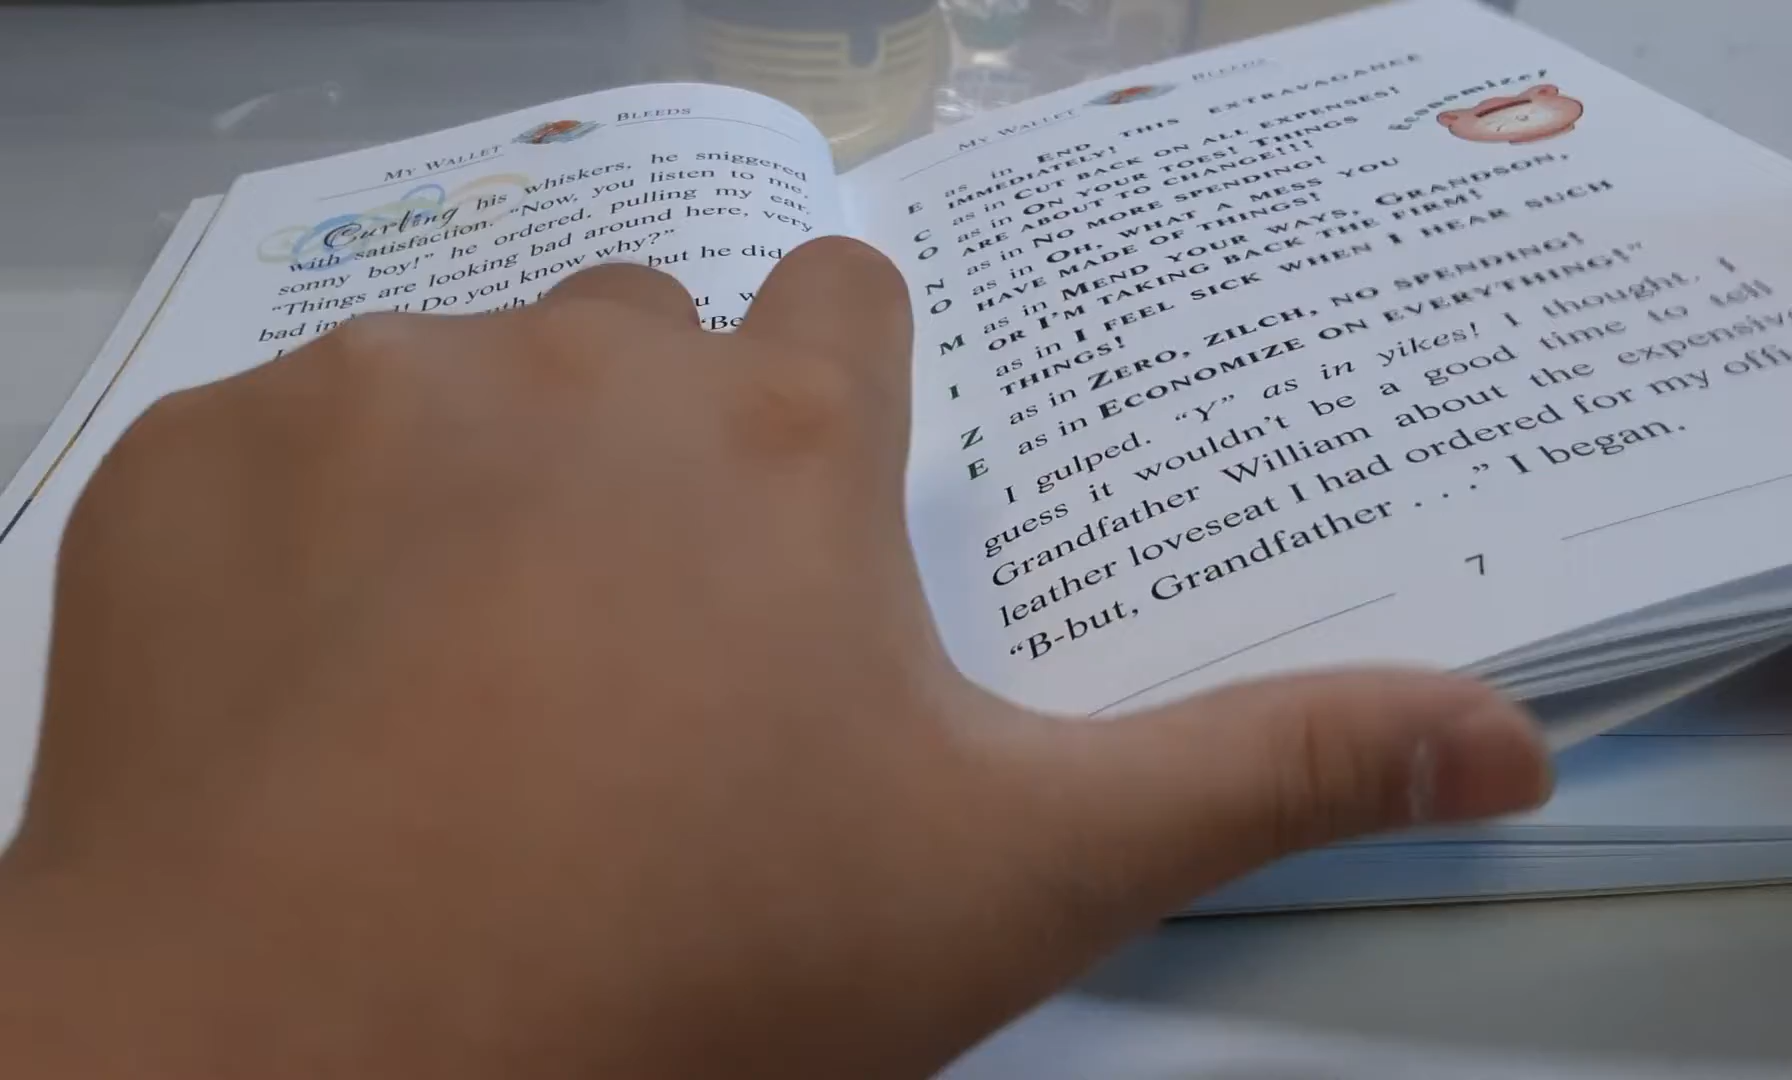 MY WALLET BLEEDS
Curling his whiskers, he sniggered
with satisfaction. “Now, you listen to me,
sonny boy!” he ordered, pulling my ear.
“Things are looking bad around here, very
bad Do you know why?”
but he did
MY WALLET BLEEDS
E as in END THIS EXTRAVAGANCE
IMMEDIATELY!
C as in CUT BACK ON ALL EXPENSES!
O as in ON YOUR TOES! THINGS
ARE ABOUT TO CHANGE!!!
N as in NO MORE SPENDING!
O as in OH, WHAT A MESS YOU
HAVE MADE OF THINGS!
M as in MEND YOUR WAYS, GRANDSON,
OR I’M TAKING BACK THE FIRM!
I as in I FEEL SICK WHEN I HEAR SUCH
THINGS!
Z as in ZERO, ZILCH, NO SPENDING!
E as in ECONOMIZE ON EVERYTHING!”
Economize!
I gulped. “Y” as in yikes! I thought. I
guess it wouldn’t be a good time to tell
Grandfather William about the expensive
leather loveseat I had ordered for my
“B-but, Grandfather . . .” I began.
7